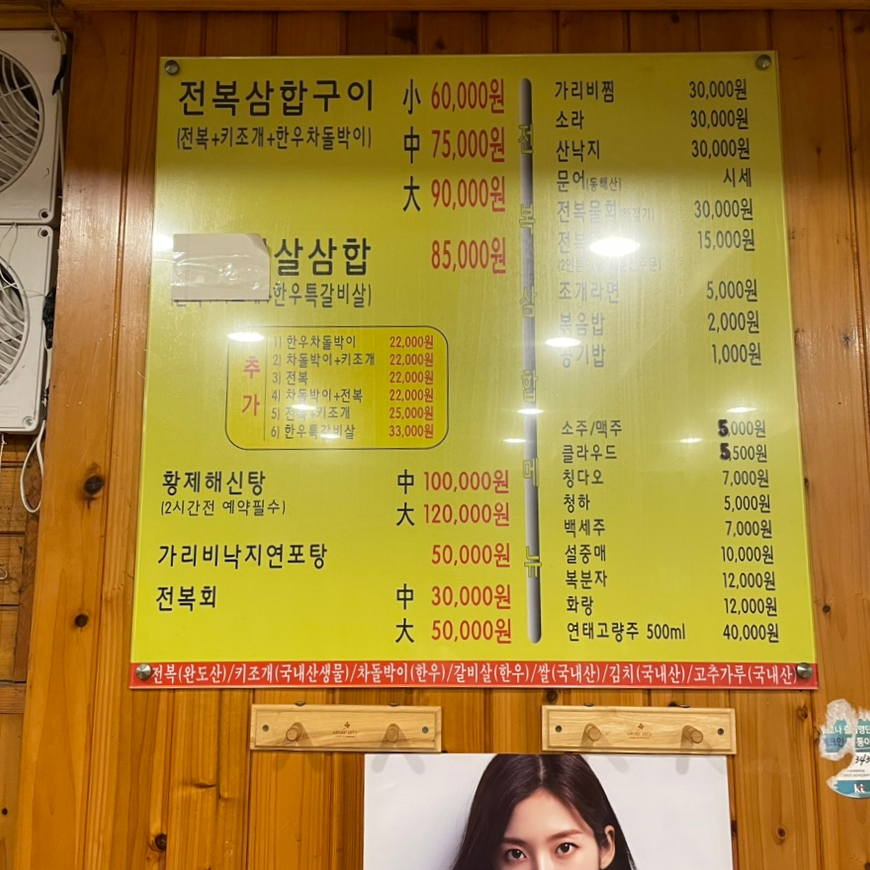 전복삼합구이 小 60,000원
(전복+키조개+한우차돌박이) 中 75,000원
大 90,000원
살삼합 85,000원
한우특갈비살)
추가
1) 한우차돌박이 22,000원
2) 차돌박이+키조개 22,000원
3) 전복 22,000원
4) 차돌박이+전복 22,000원
5) 전복+키조개 25,000원
6) 한우특갈비살 33,000원
황제해신탕 中 100,000원
(2시간전 예약필수) 大 120,000원
가리비낙지연포탕 50,000원
전복회 中 30,000원
大 50,000원
전복삼합메뉴
가리비찜 30,000원
소라 30,000원
산낙지 30,000원
문어(동해산) 시세
전복물회 30,000원
15,000원
조개라면 5,000원
볶음밥 2,000원
공기밥 1,000원
소주/맥주 5,000원
클라우드 5,500원
칭다오 7,000원
청하 5,000원
백세주 7,000원
설중매 10,000원
복분자 12,000원
화랑 12,000원
연태고량주 500ml 40,000원
전복(완도산)/키조개(국내산생물)/차돌박이(한우)/갈비살(한우)/쌀(국내산)/김치(국내산)/고추가루(국내산)